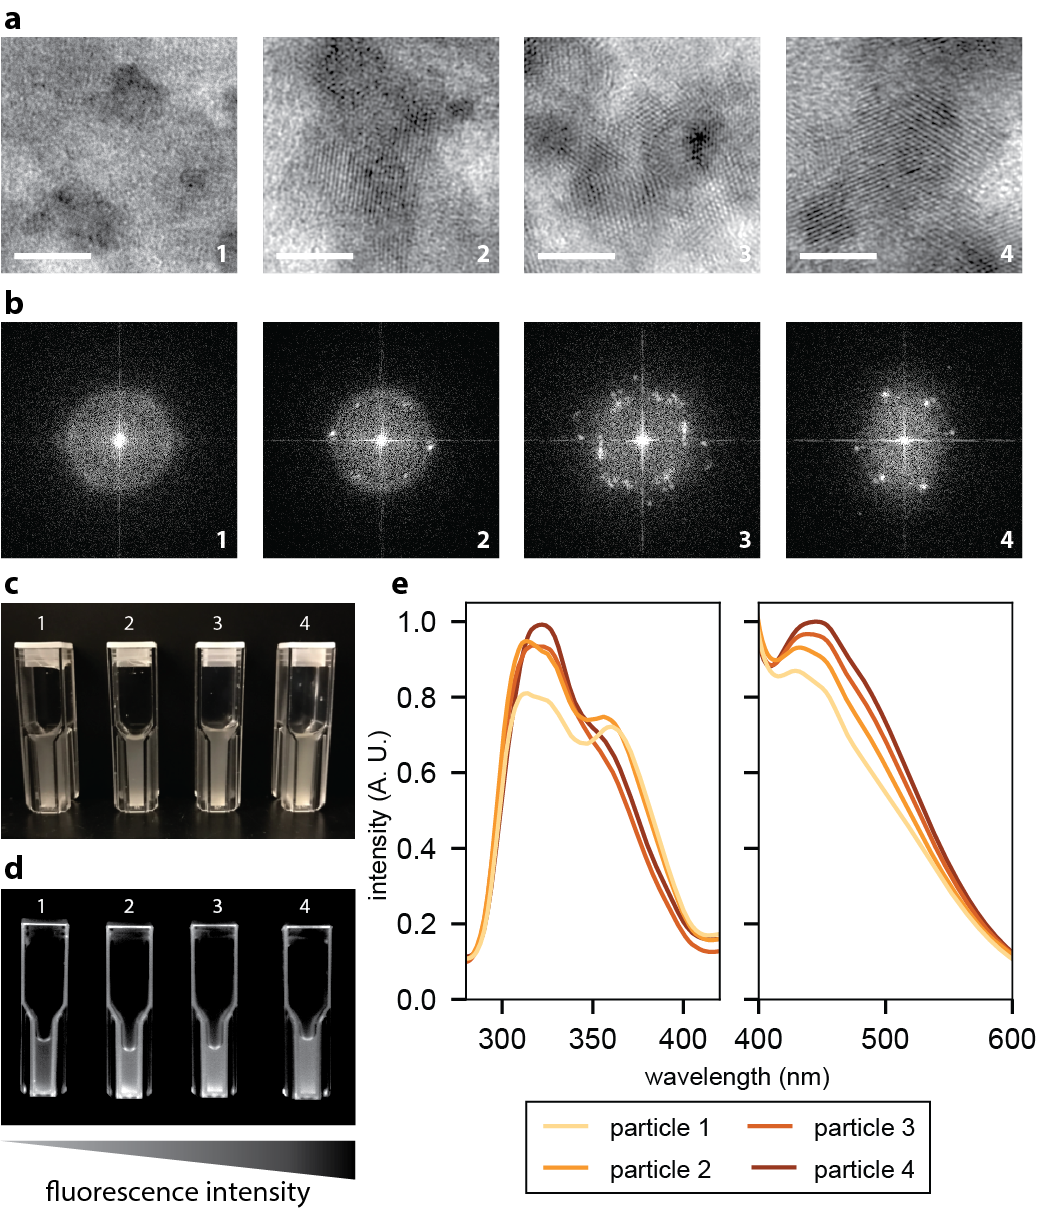 a
1
2
3
4
b
1
2
3
4
c
1
2
3
4
d
1
2
3
4
fluorescence intensity
e
intensity (A. U.)
1.0
0.8
0.6
0.4
0.2
0.0
300
350
400
400
500
600
wavelength (nm)
particle 1
particle 3
particle 2
particle 4